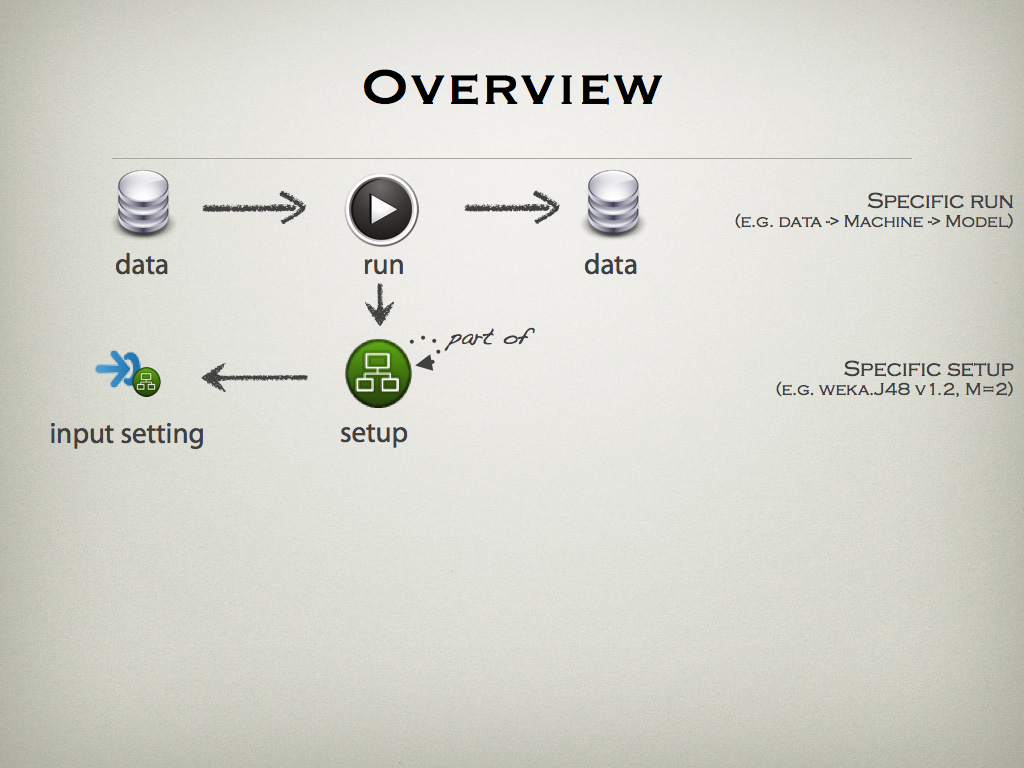 Overview
data
run
data
Specific run
(e.g. data -> Machine -> Model)
part of
input setting
setup
Specific setup
(e.g. weka.J48 v1.2, M=2)